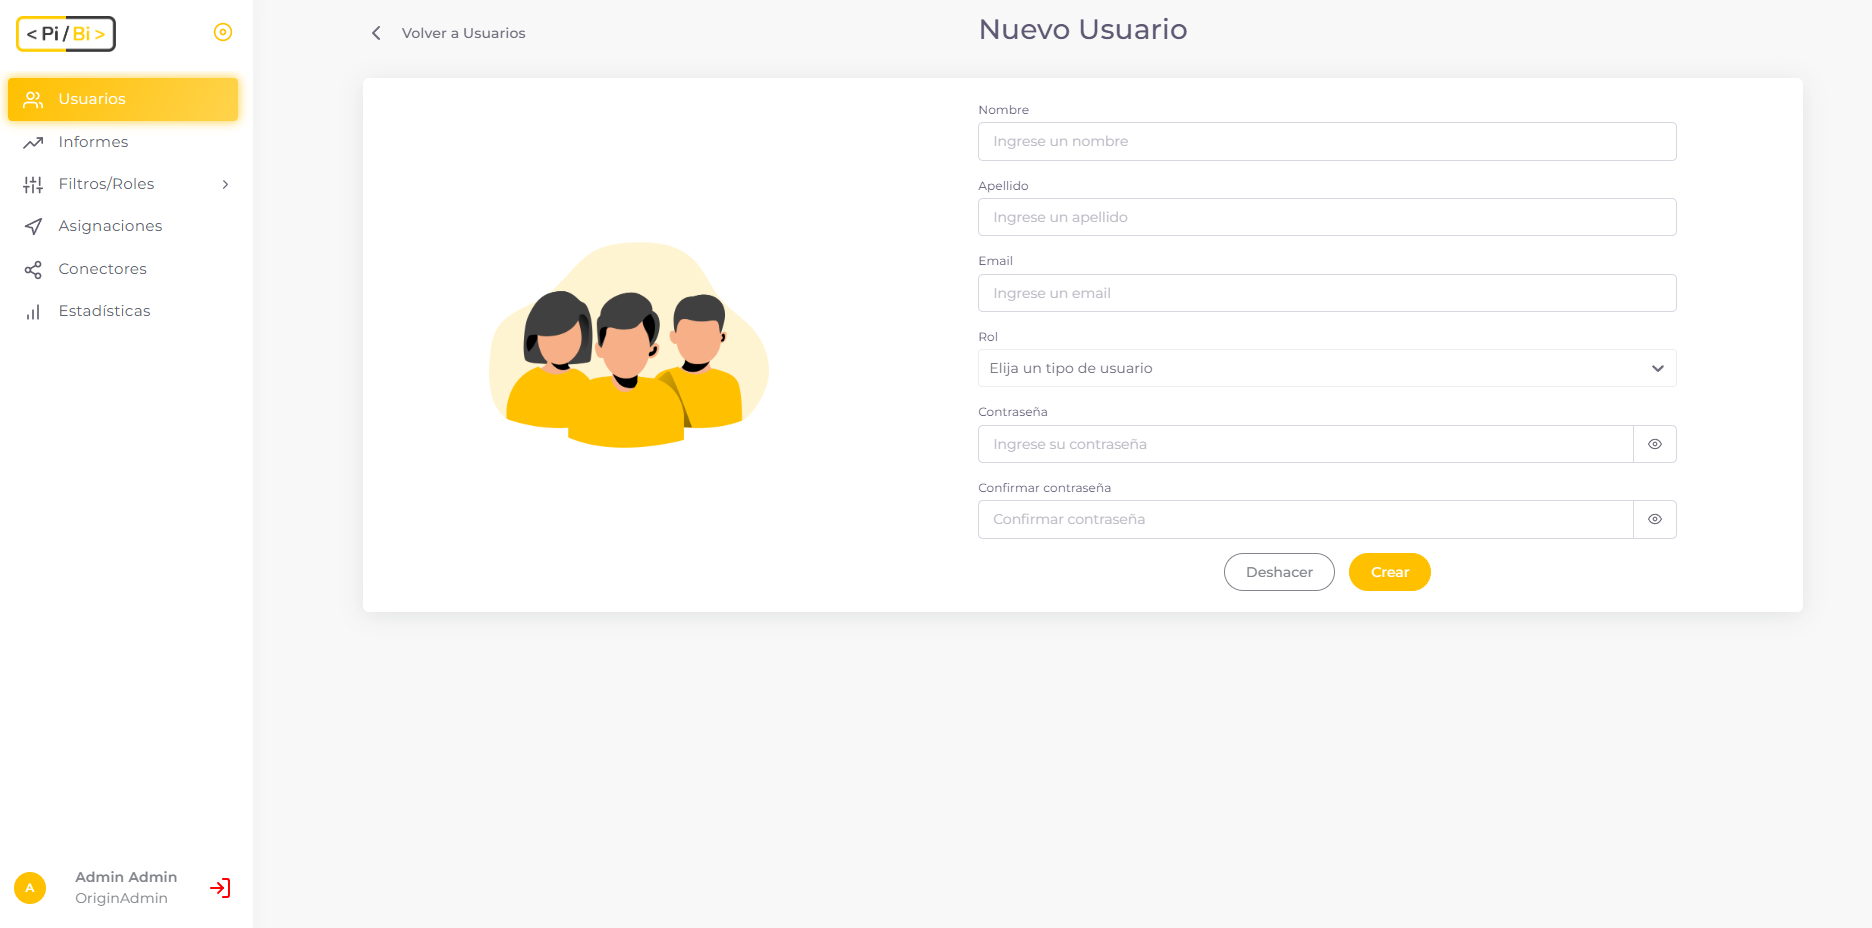 < Pi / Bi >
Usuarios
Informes
Filtros/Roles
Asignaciones
Conectores
Estadísticas
A
Admin Admin
OriginAdmin
Volver a Usuarios
Nuevo Usuario
Nombre
Ingrese un nombre
Apellido
Ingrese un apellido
Email
Ingrese un email
Rol
Elija un tipo de usuario
Contraseña
Ingrese su contraseña
Confirmar contraseña
Confirmar contraseña
Deshacer
Crear